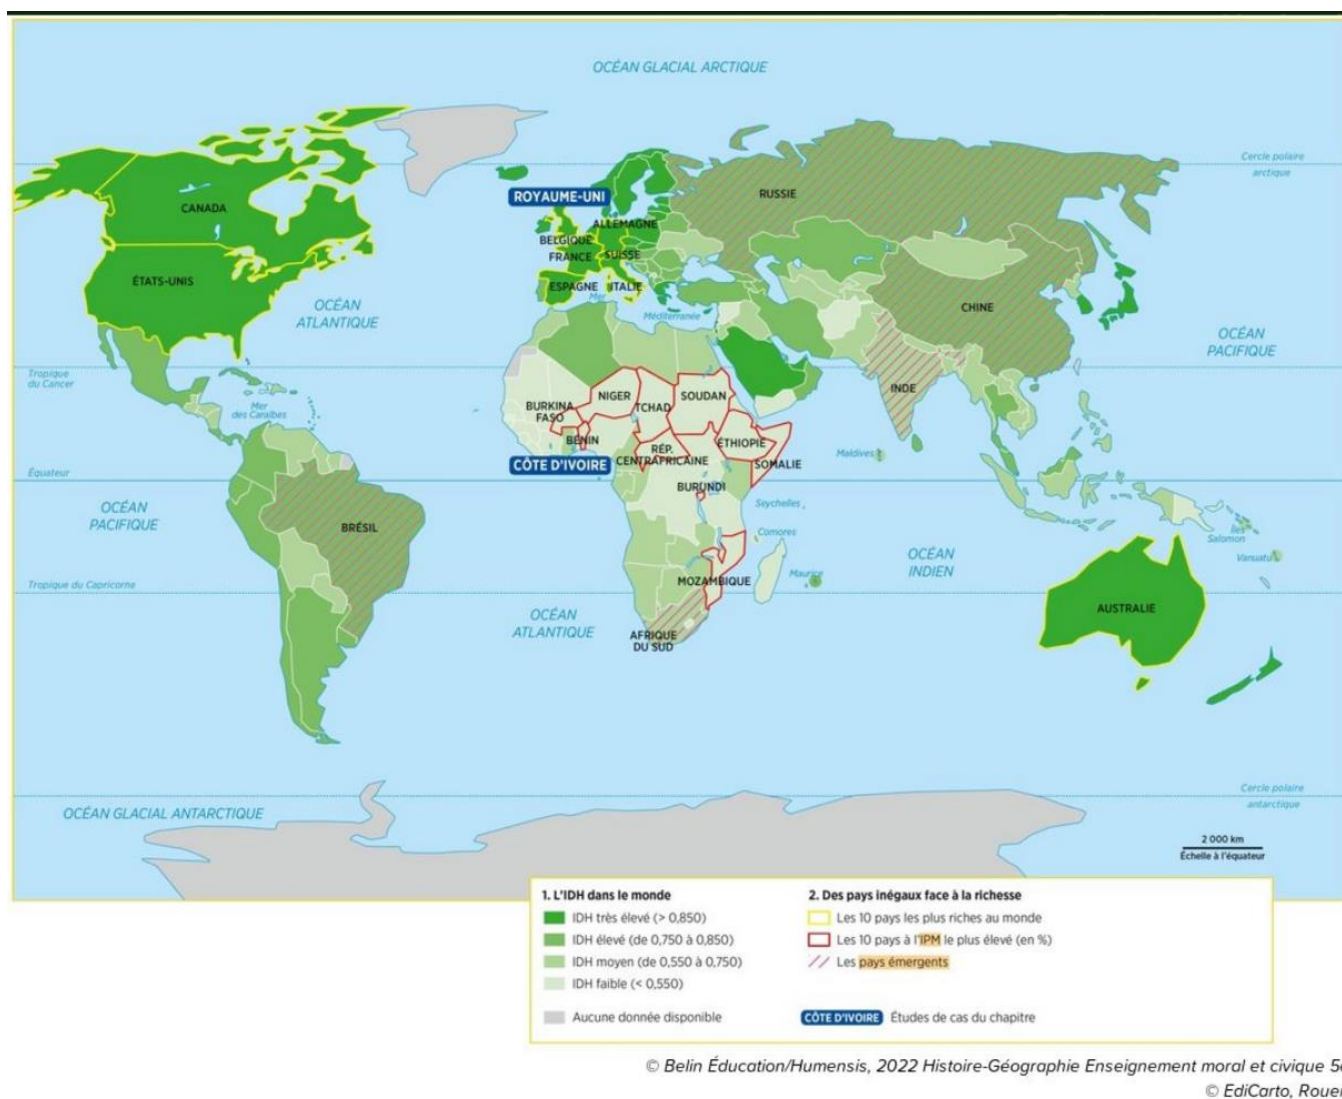 OCÉAN GLACIAL ARCTIQUE
Cercle polaire
arctique
ROYAUME-UNI
RUSSIE
CANADA
ALLEMAGNE
BELGIQUE
FRANCE
SUISSE
ÉTATS-UNIS
ESPAGNE
ITALIE
Mer
Méditerranée
CHINE
OCÉAN
ATLANTIQUE
OCÉAN
PACIFIQUE
Tropique
du Cancer
INDE
NIGER
SOUDAN
TCHAD
BURKINA
FASO
Mer
des Caraïbes
BÉNIN
ÉTHIOPIE
RÉP.
CENTRAFRICAINE
Maldives
CÔTE D'IVOIRE
SOMALIE
Équateur
BURUNDI
Seychelles
OCÉAN
PACIFIQUE
BRÉSIL
Comores
Îles
Salomon
Vanuatu
OCÉAN
INDIEN
Maurice
MOZAMBIQUE
Tropique du Capricorne
AUSTRALIE
OCÉAN
ATLANTIQUE
AFRIQUE
DU SUD
Cercle polaire
antarctique
OCÉAN GLACIAL ANTARCTIQUE
2 000 km
Échelle à l'équateur
1. L'IDH dans le monde
IDH très élevé (> 0,850)
IDH élevé (de 0,750 à 0,850)
IDH moyen (de 0,550 à 0,750)
IDH faible (< 0,550)
Aucune donnée disponible
2. Des pays inégaux face à la richesse
Les 10 pays les plus riches au monde
Les 10 pays à l'IPM le plus élevé (en %)
Les pays émergents
CÔTE D'IVOIRE Études de cas du chapitre
© Belin Éducation/Humensis, 2022 Histoire-Géographie Enseignement moral et civique
© EdiCarto,